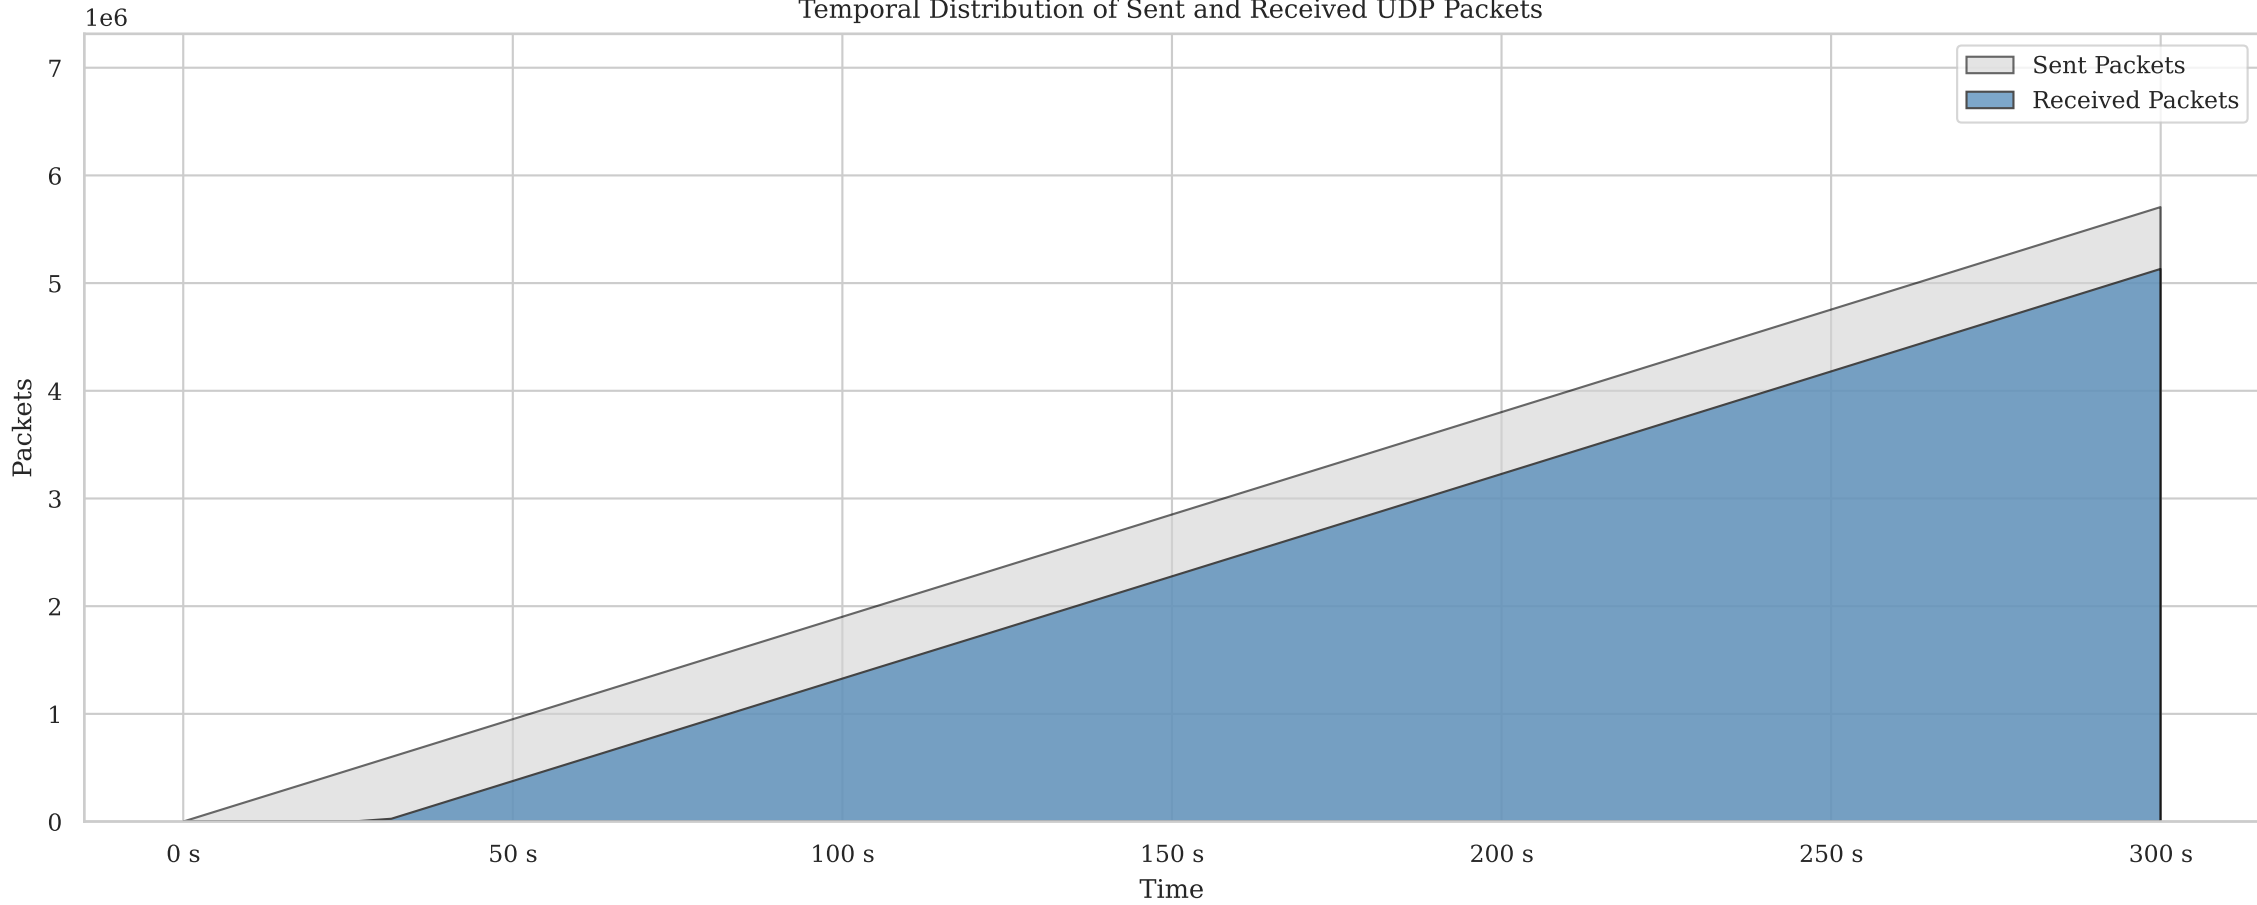 Temporal Distribution of Sent and Received UDP Packets
1e6
7
6
5
4
3
2
1
0
Packets
Sent Packets
Received Packets
0 s 50 s 100 s 150 s 200 s 250 s 300 s
Time